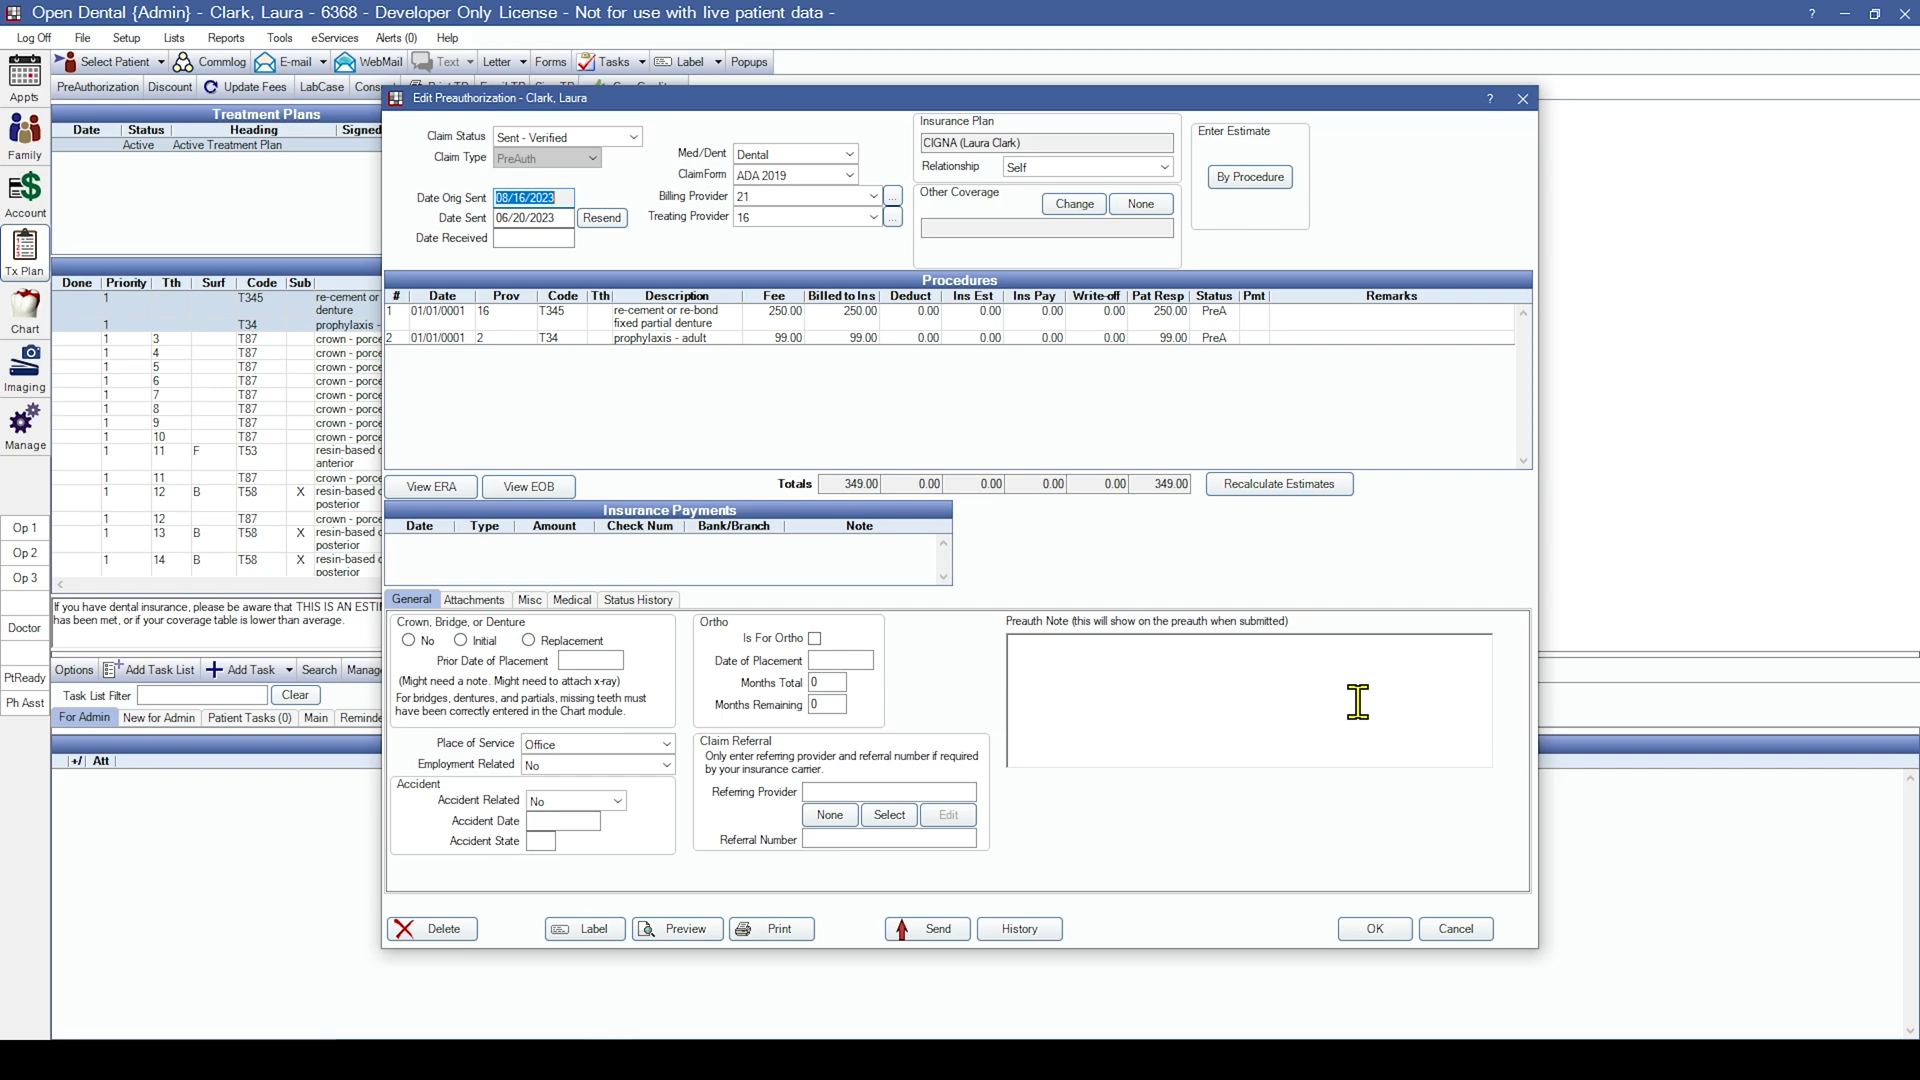 Open Dental {Admin} - Clark, Laura - 6368 - Developer Only License - Not for use with live patient data -
Log Off File Setup Lists Reports Tools eServices Alerts (0) Help
Select Patient Commlog E-mail WebMail Text Letter Forms Tasks Label Popups
PreAuthorization Discount Update Fees LabCase
Appts
Family
Account
Tx Plan
Chart
Imaging
Manage
Op 1
Op 2
Op 3
Doctor
PtReady
Ph Asst
Treatment Plans
Date Status Heading Signed
Active Active Treatment Plan
Done Priority Tth Surf Code Sub
1 T345 re-cement or
denture
1 T34 prophylaxis -
1 3 T87 crown - porce
1 4 T87 crown - porce
1 5 T87 crown - porce
1 6 T87 crown - porce
1 7 T87 crown - porce
1 8 T87 crown - porce
1 9 T87 crown - porce
1 10 T87 crown - porce
1 11 F T53 resin-based
anterior
1 11 T87 crown - porce
1 12 B T58 X resin-based
posterior
1 12 T87 crown - porce
1 13 B T58 X resin-based
posterior
1 14 B T58 X resin-based
posterior
If you have dental insurance, please be aware that THIS IS AN ESTI
has been met, or if your coverage table is lower than average.
Options Add Task List Add Task Search Manag
Task List Filter Clear
For Admin New for Admin Patient Tasks (0) Main Reminde
+/ Att
Edit Preauthorization - Clark, Laura
Claim Status Sent - Verified
Claim Type PreAuth
Date Orig Sent 08/16/2023
Date Sent 06/20/2023 Resend
Date Received
Med/Dent Dental
ClaimForm ADA 2019
Billing Provider 21 ...
Treating Provider 16 ...
Insurance Plan
CIGNA (Laura Clark)
Relationship Self
Other Coverage Change None
Enter Estimate
By Procedure
Procedures
# Date Prov Code Tth Description Fee Billed to Ins Deduct Ins Est Ins Pay Write-off Pat Resp Status Pmt Remarks
1 01/01/0001 16 T345 re-cement or re-bond 250.00 250.00 0.00 0.00 0.00 0.00 250.00 PreA
fixed partial denture
2 01/01/0001 2 T34 prophylaxis - adult 99.00 99.00 0.00 0.00 0.00 0.00 99.00 PreA
View ERA View EOB Totals 349.00 0.00 0.00 0.00 0.00 349.00 Recalculate Estimates
Insurance Payments
Date Type Amount Check Num Bank/Branch Note
General Attachments Misc Medical Status History
Crown, Bridge, or Denture
No Initial Replacement
Prior Date of Placement
(Might need a note. Might need to attach x-ray)
For bridges, dentures, and partials, missing teeth must
have been correctly entered in the Chart module.
Place of Service Office
Employment Related No
Accident
Accident Related No
Accident Date
Accident State
Ortho
Is For Ortho
Date of Placement
Months Total 0
Months Remaining 0
Claim Referral
Only enter referring provider and referral number if required
by your insurance carrier.
Referring Provider
None Select Edit
Referral Number
Preauth Note (this will show on the preauth when submitted)
Delete Label Preview Print Send History OK Cancel